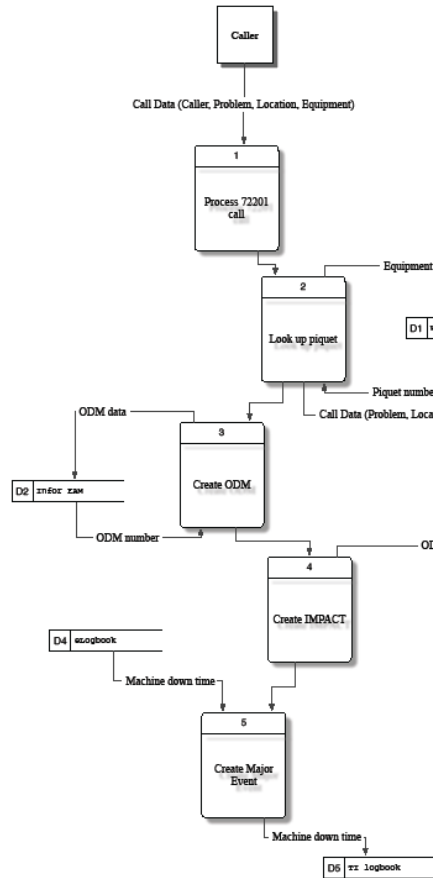 Caller
Call Data (Caller, Problem, Location, Equipment)
1
Process 72201
call
Equipment
2
Look up piquet
D1
Piquet number
Call Data (Problem, Loca
ODM data
3
Create ODM
D2 Infor EAM
ODM number
OD
4
Create IMPACT
D4 eLogbook
Machine down time
5
Create Major
Event
Machine down time
D5 TI logbook